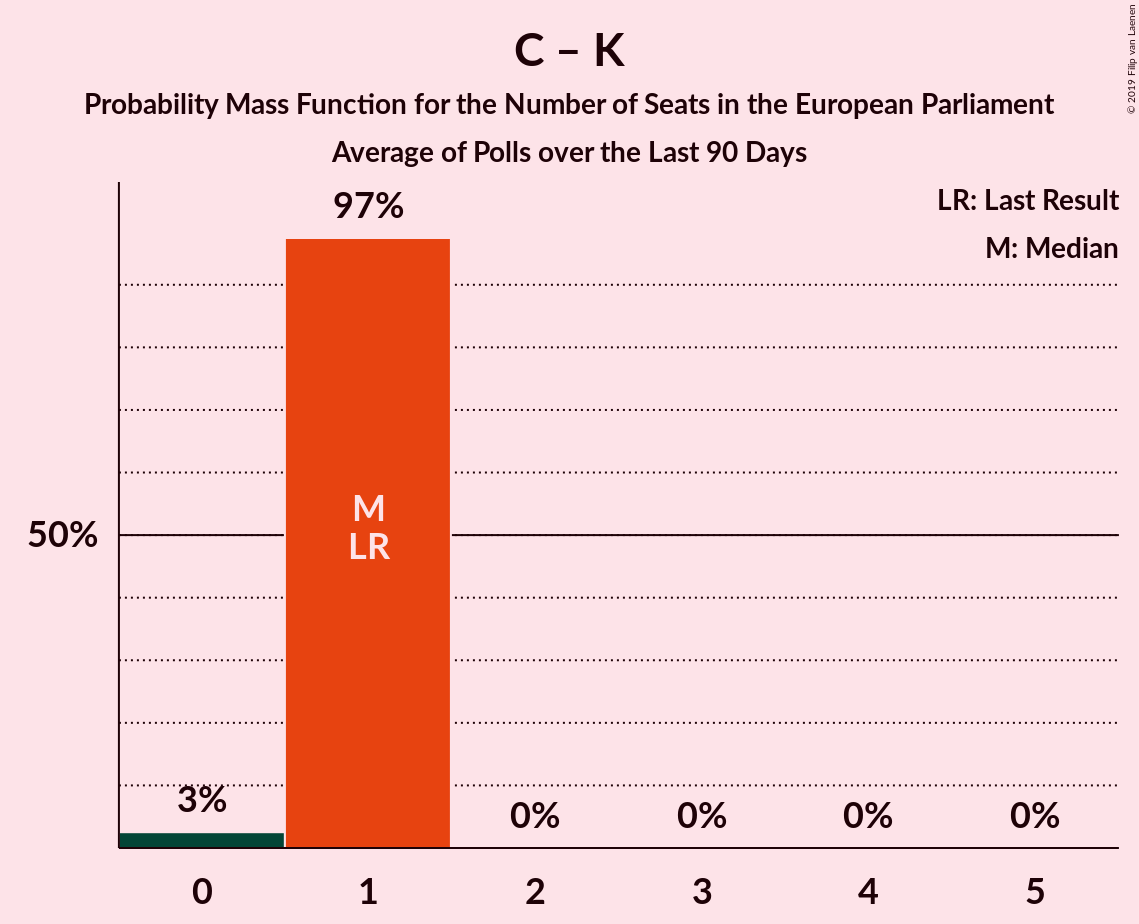 C – K
Probability Mass Function for the Number of Seats in the European Parliament
Average of Polls over the Last 90 Days
© 2019 Filip van Laenen
LR: Last Result
M: Median
97%
M
LR
50%
3%
0%
0%
0%
0%
0
1
2
3
4
5